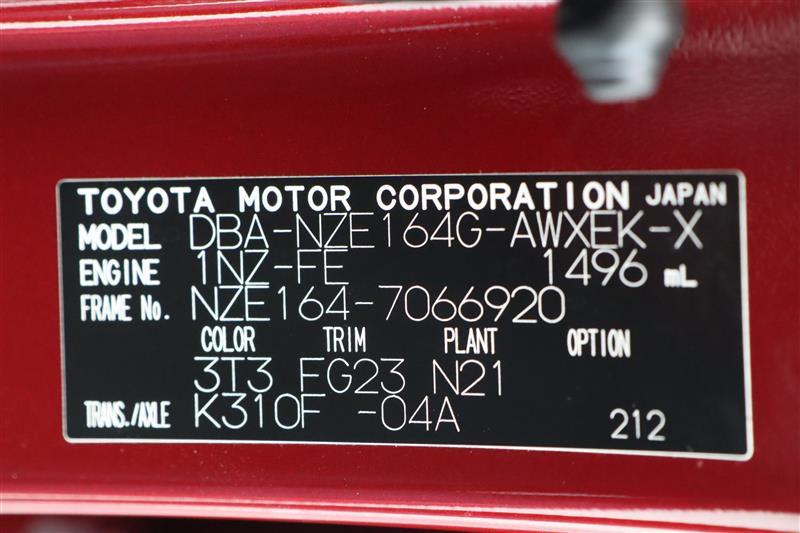 TOYOTA MOTOR CORPORATION JAPAN
MODEL DBA-NZE164G-AWXEK-X
ENGINE 1NZ-FE 1496 mL
FRAME No. NZE164-7066920
COLOR TRIM PLANT OPTION
3T3 FG23 N21
TRANS./AXLE K310F -04A 212